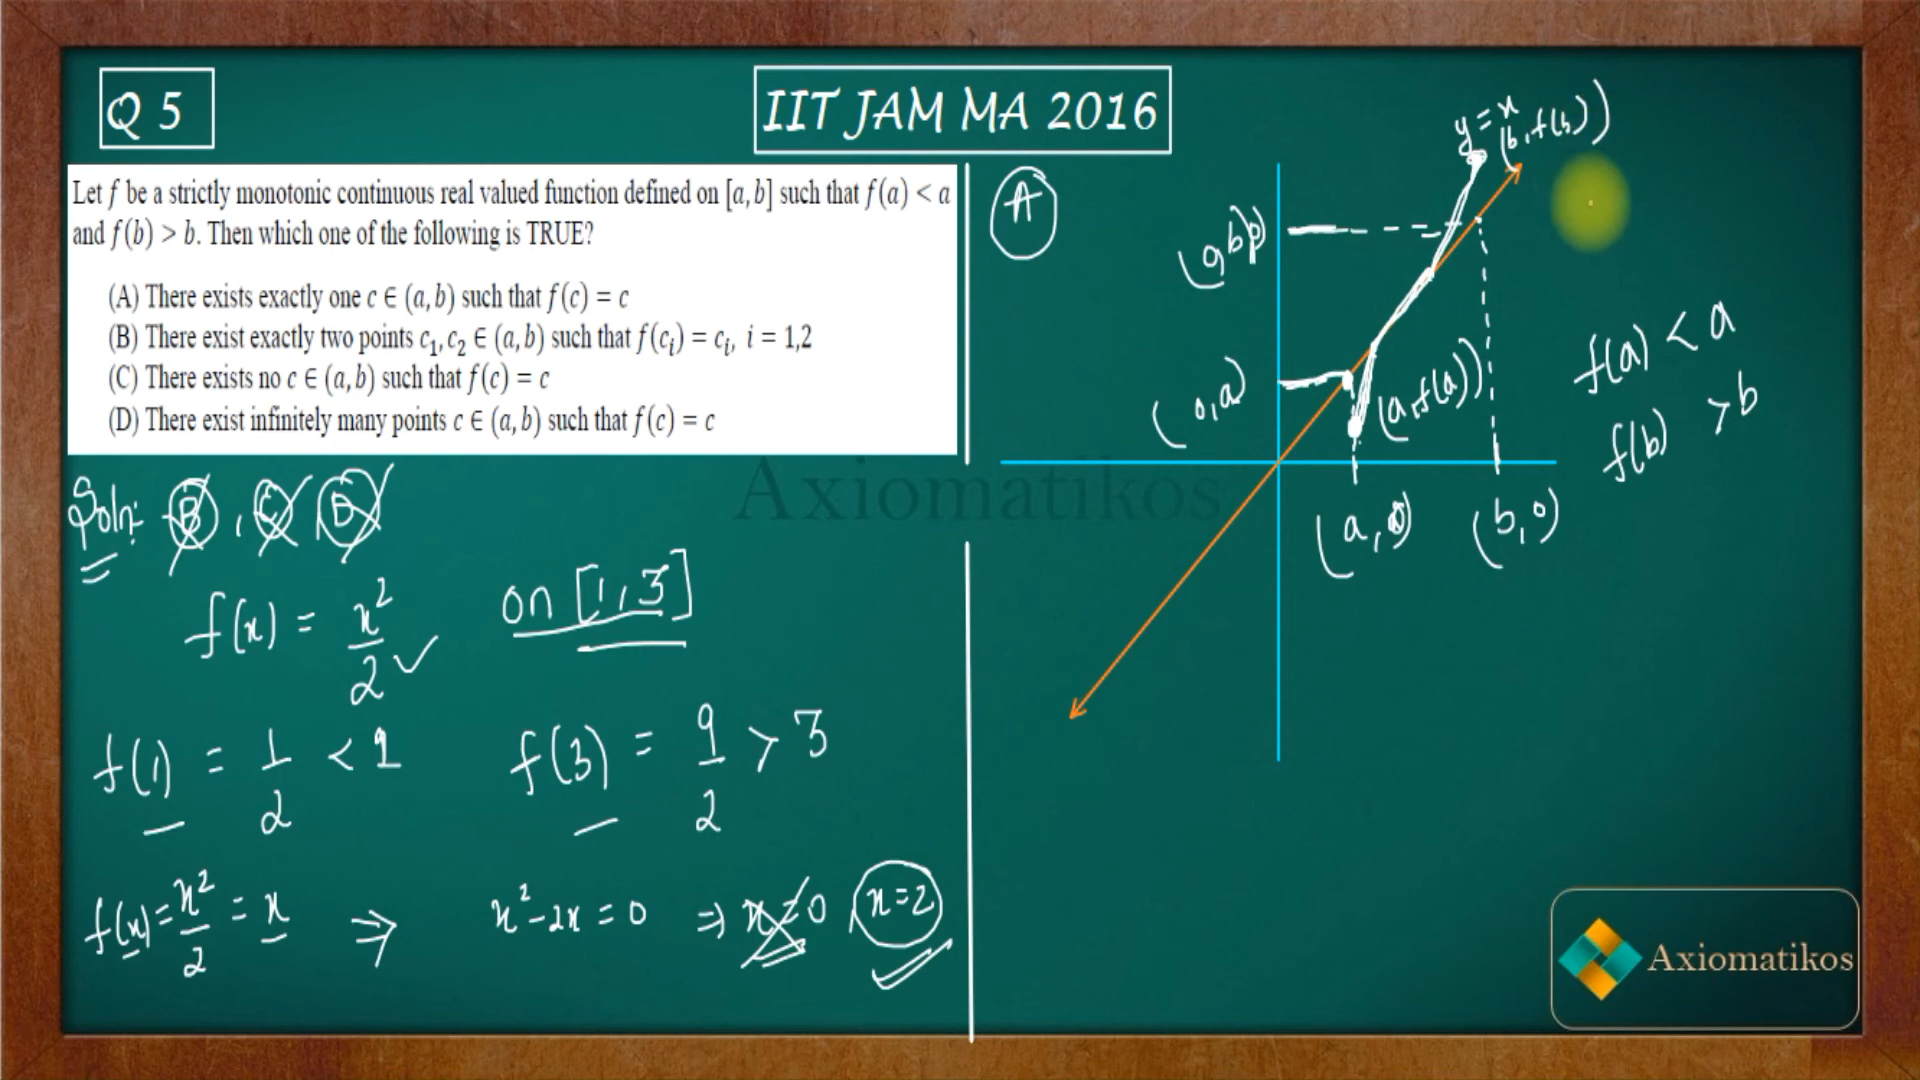 Q 5
IIT JAM MA 2016
Let f be a strictly monotonic continuous real valued function defined on [a, b] such that f(a) < a
and f(b) > b. Then which one of the following is TRUE?
(A) There exists exactly one c ∈ (a, b) such that f(c) = c
(B) There exist exactly two points c₁, c₂ ∈ (a, b) such that f(cᵢ) = cᵢ, i = 1,2
(C) There exists no c ∈ (a, b) such that f(c) = c
(D) There exist infinitely many points c ∈ (a, b) such that f(c) = c
Soln: B, C D
f(x) = x²/2 on [1,3]
f(1) = 1/2 < 1 f(3) = 9/2 > 3
f(x) = x²/2 = x ⇒ x² - 2x = 0 ⇒ x = 0 x = 2
A
y = x
(b, f(b))
(0, a)
(a, f(a))
(a, 0)
(b, 0)
f(a) < a
f(b) > b
Axiomatikos
Axiomatikos